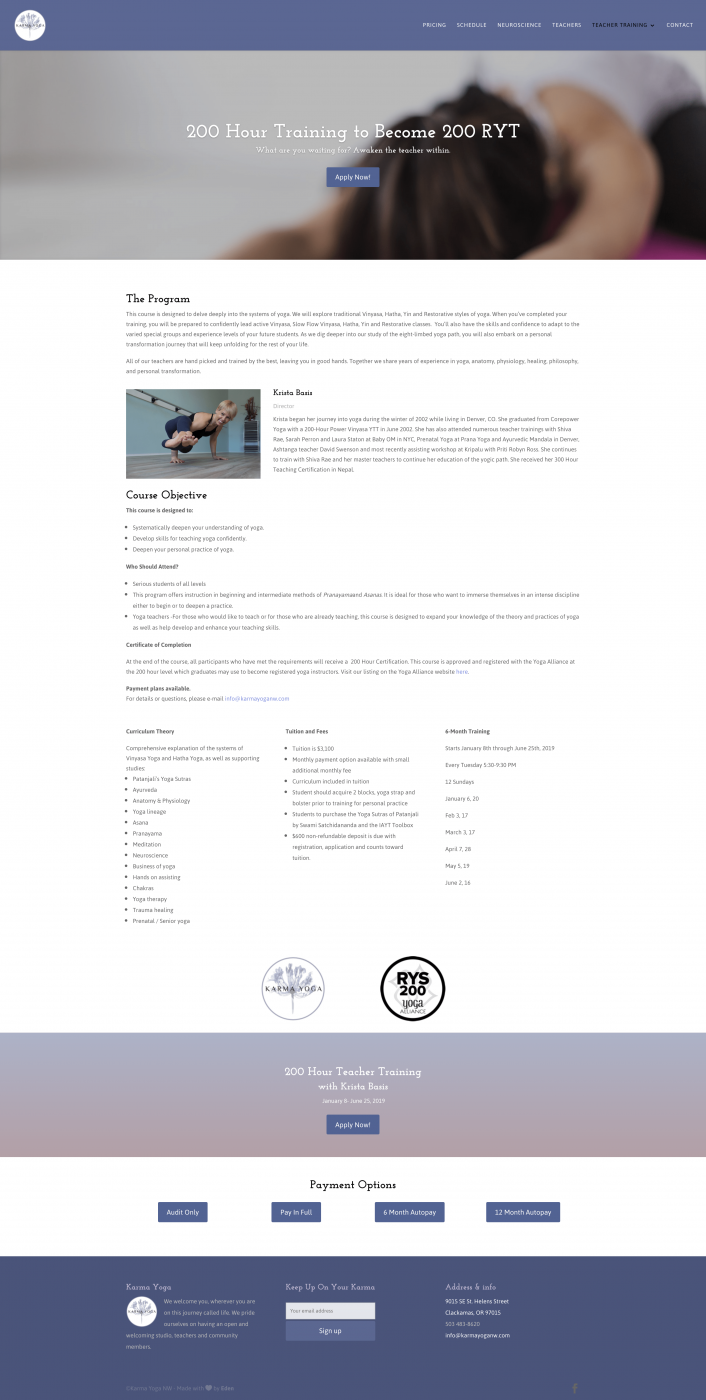 KARMA YOGA
PRICING SCHEDULE NEUROSCIENCE TEACHERS TEACHER TRAINING CONTACT
200 Hour Training to Become 200 RYT
What are you waiting for? Awaken the teacher within.
Apply Now!
The Program
This course is designed to delve deeply into the systems of yoga. We will explore traditional Vinyasa, Hatha, Yin and Restorative styles of yoga. When you've completed your
training, you will be prepared to confidently lead active Vinyasa, Slow Flow Vinyasa, Hatha, Yin and Restorative classes. You'll also have the skills and confidence to adapt to the
varied special groups and experience levels of your future students. As we dig deeper into our study of the eight-limbed yoga path, you will also embark on a personal
transformation journey that will keep unfolding for the rest of your life.
All of our teachers are hand picked and trained by the best, leaving you in good hands. Together we share years of experience in yoga, anatomy, physiology, healing, philosophy,
and personal transformation.
Krista Basis
Director
Krista began her journey into yoga during the winter of 2002 while living in Denver, CO. She graduated from Corepower
Yoga with a 200-Hour Power Vinyasa YTT in June 2002. She has also attended numerous teacher trainings with Shiva
Rae, Sarah Perron and Laura Staton at Baby OM in NYC, Prenatal Yoga at Prana Yoga and Ayurvedic Mandala in Denver,
Ashtanga teacher David Swenson and most recently assisting workshop at Kripalu with Priti Robyn Ross. She continues
to train with Shiva Rae and her master teachers to continue her education of the yogic path. She received her 300 Hour
Teaching Certification in Nepal.
Course Objective
This course is designed to:
Systematically deepen your understanding of yoga.
Develop skills for teaching yoga confidently.
Deepen your personal practice of yoga.
Who Should Attend?
Serious students of all levels
This program offers instruction in beginning and intermediate methods of Pranayamaand Asanas. It is ideal for those who want to immerse themselves in an intense discipline
either to begin or to deepen a practice.
Yoga teachers -For those who would like to teach or for those who are already teaching, this course is designed to expand your knowledge of the theory and practices of yoga
as well as help develop and enhance your teaching skills.
Certificate of Completion
At the end of the course, all participants who have met the requirements will receive a 200 Hour Certification. This course is approved and registered with the Yoga Alliance at
the 200 hour level which graduates may use to become registered yoga instructors. Visit our listing on the Yoga Alliance website here.
Payment plans available.
For details or questions, please e-mail info@karmayoganw.com
Curriculum Theory
Comprehensive explanation of the systems of
Vinyasa Yoga and Hatha Yoga, as well as supporting
studies:
Patanjali's Yoga Sutras
Ayurveda
Anatomy & Physiology
Yoga lineage
Asana
Pranayama
Meditation
Neuroscience
Business of yoga
Hands on assisting
Chakras
Yoga therapy
Trauma healing
Prenatal / Senior yoga
Tuition and Fees
Tuition is $3,100
Monthly payment option available with small
additional monthly fee
Curriculum included in tuition
Student should acquire 2 blocks, yoga strap and
bolster prior to training for personal practice
Students to purchase the Yoga Sutras of Patanjali
by Swami Satchidananda and the IAYT Toolbox
$600 non-refundable deposit is due with
registration, application and counts toward
tuition.
6-Month Training
Starts January 8th through June 25th, 2019
Every Tuesday 5:30-9:30 PM
12 Sundays
January 6, 20
Feb 3, 17
March 3, 17
April 7, 28
May 5, 19
June 2, 16
KARMA YOGA
RYS
200
yoga
ALLIANCE
200 Hour Teacher Training
with Krista Basis
January 8-June 25, 2019
Apply Now!
Payment Options
Audit Only
Pay In Full
6 Month Autopay
12 Month Autopay
Karma Yoga
KARMA YOGA
We welcome you, wherever you are
on this journey called life. We pride
ourselves on having an open and
welcoming studio, teachers and community
members.
Keep Up On Your Karma
Your email address
Sign up
Address & info
9015 SE St. Helens Street
Clackamas, OR 97015
503 483-8620
info@karmayoganw.com
©Karma Yoga NW - Made with by Eden